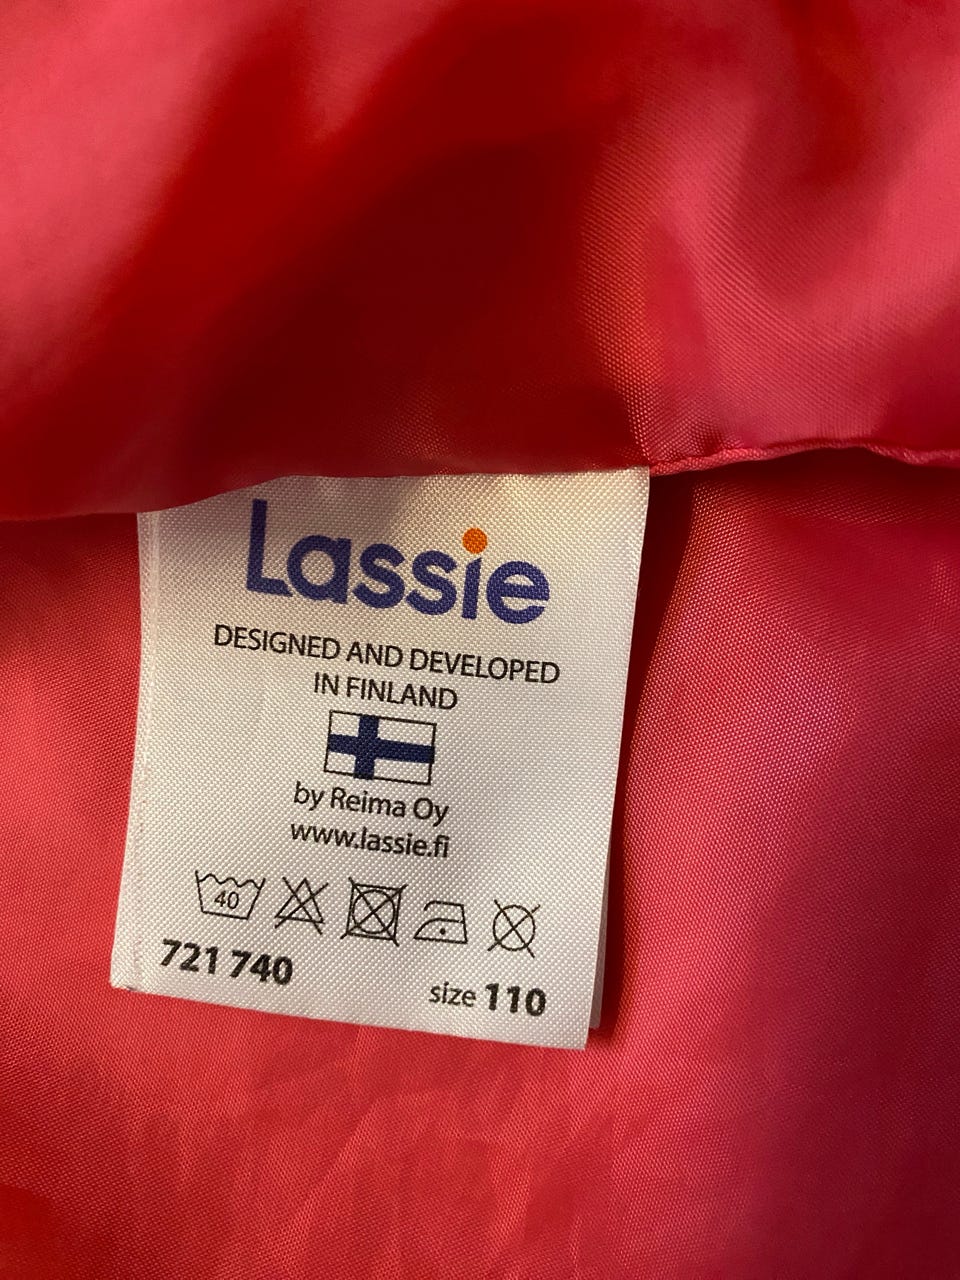 Lassie
DESIGNED AND DEVELOPED
IN FINLAND
by Reima Oy
www.lassie.fi
40
721 740
size 110